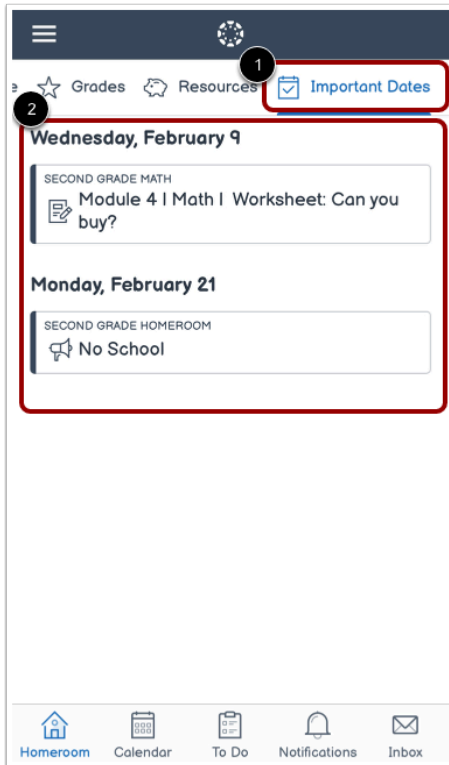 1
e Grades Resources Important Dates
2
Wednesday, February 9
SECOND GRADE MATH
Module 4 | Math | Worksheet: Can you
buy?
Monday, February 21
SECOND GRADE HOMEROOM
No School
Homeroom Calendar To Do Notifications Inbox